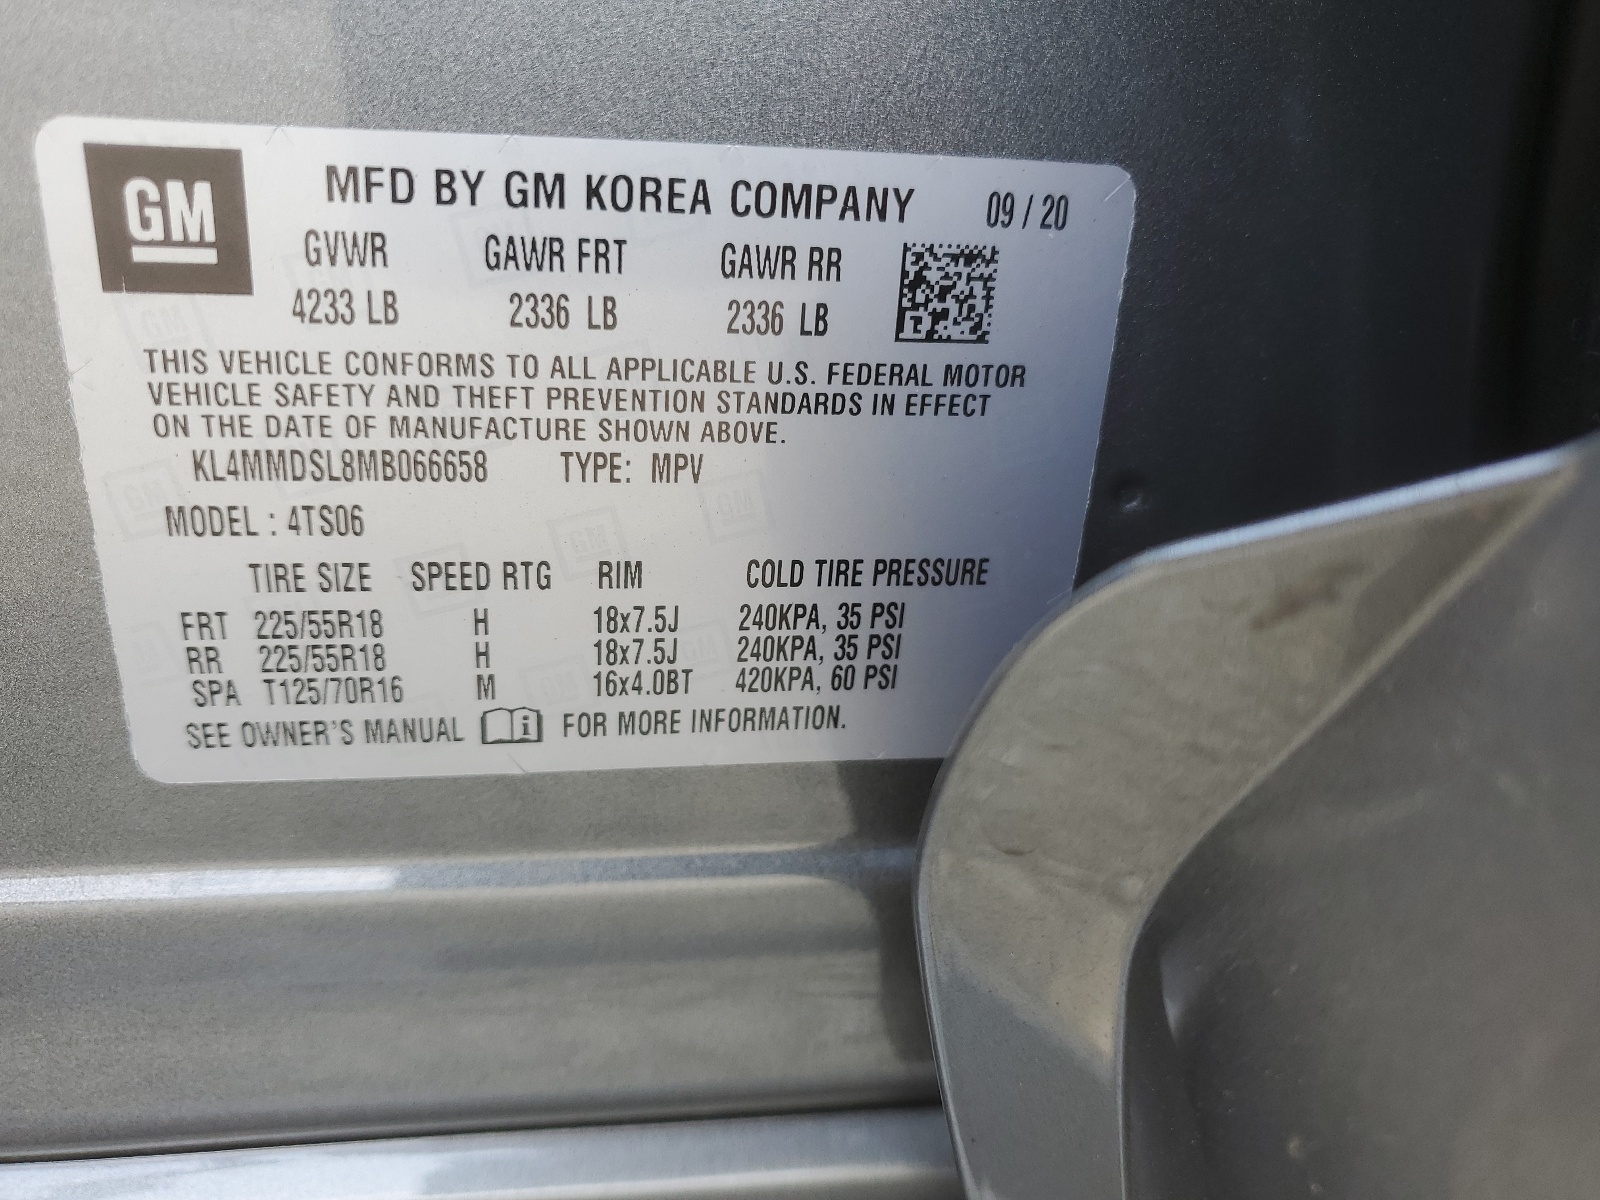 GM
MFD BY GM KOREA COMPANY 09 / 20
GVWR GAWR FRT GAWR RR
4233 LB 2336 LB 2336 LB
THIS VEHICLE CONFORMS TO ALL APPLICABLE U.S. FEDERAL MOTOR
VEHICLE SAFETY AND THEFT PREVENTION STANDARDS IN EFFECT
ON THE DATE OF MANUFACTURE SHOWN ABOVE.
KL4MMDSL8MB066658 TYPE: MPV
MODEL : 4TS06
TIRE SIZE SPEED RTG RIM COLD TIRE PRESSURE
FRT 225/55R18 H 18x7.5J 240KPA, 35 PSI
RR 225/55R18 H 18x7.5J 240KPA, 35 PSI
SPA T125/70R16 M 16x4.0BT 420KPA, 60 PSI
SEE OWNER'S MANUAL i FOR MORE INFORMATION.